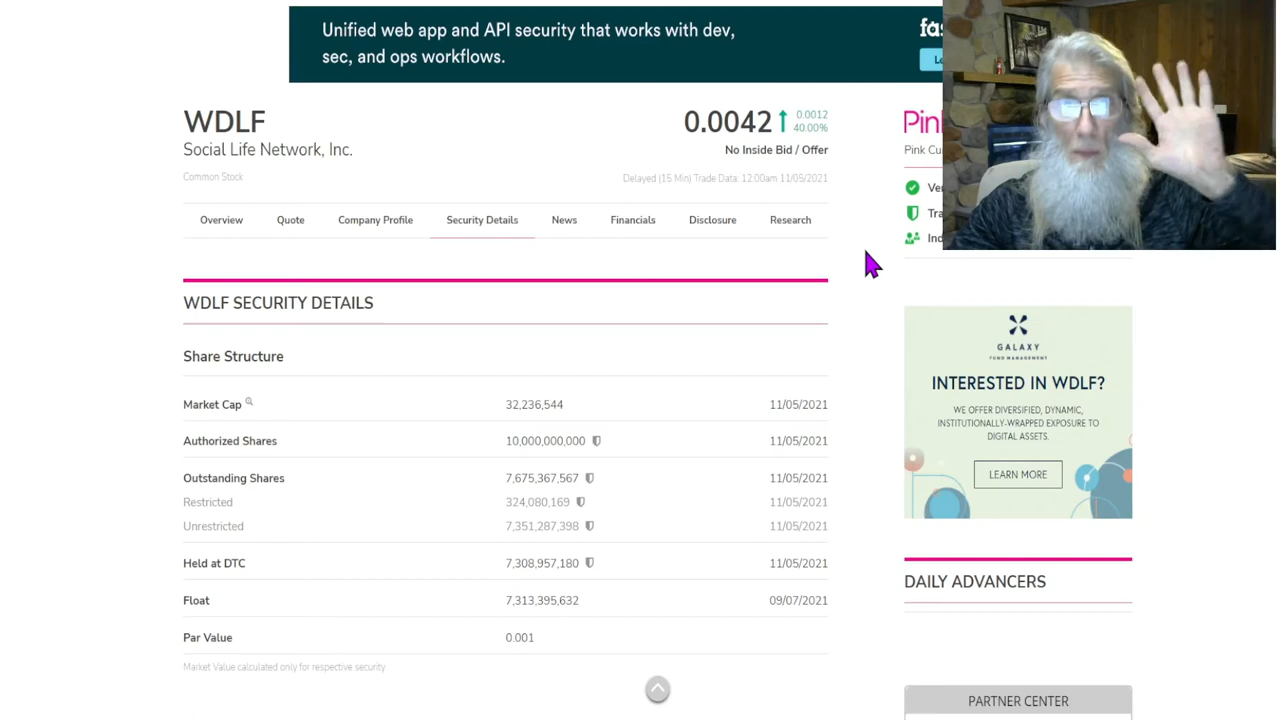 Unified web app and API security that works with dev,
sec, and ops workflows.
WDLF
Social Life Network, Inc.
Common Stock
0.0042
0.0012
40.00%
No Inside Bid / Offer
Delayed (15 Min) Trade Data: 12:00am 11/05/2021
Overview Quote Company Profile Security Details News Financials Disclosure Research
WDLF SECURITY DETAILS
Share Structure
Market Cap 32,236,544 11/05/2021
Authorized Shares 10,000,000,000 11/05/2021
Outstanding Shares 7,675,367,567 11/05/2021
Restricted 324,080,169 11/05/2021
Unrestricted 7,351,287,398 11/05/2021
Held at DTC 7,308,957,180 11/05/2021
Float 7,313,395,632 09/07/2021
Par Value 0.001
Market Value calculated only for respective security
GALAXY
FUND MANAGEMENT
INTERESTED IN WDLF?
WE OFFER DIVERSIFIED, DYNAMIC,
INSTITUTIONALLY-WRAPPED EXPOSURE TO
DIGITAL ASSETS.
LEARN MORE
DAILY ADVANCERS
PARTNER CENTER